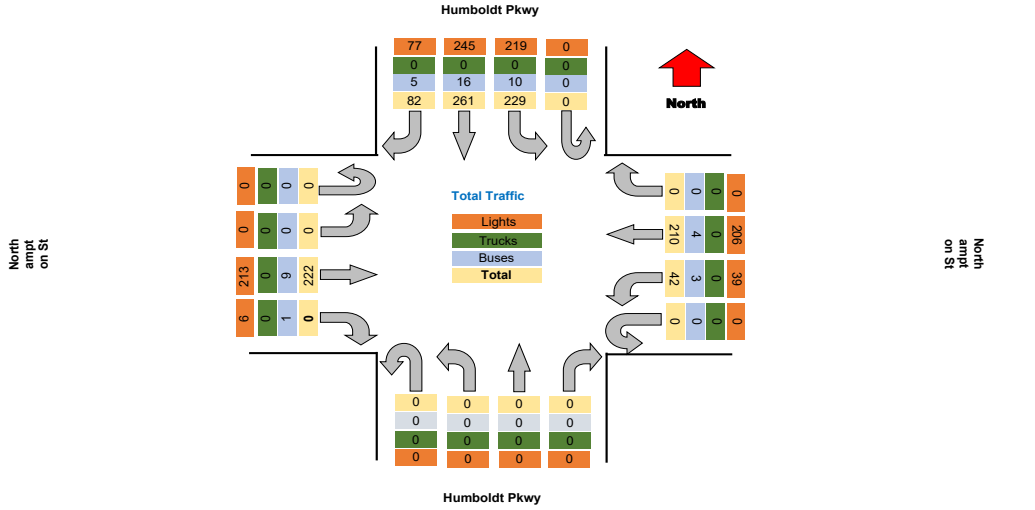 Humboldt Pkwy
77 245 219 0
0 0 0 0
5 16 10 0
82 261 229 0
North
0 0 0 0
0 0 0 0
213 0 9 222
6 0 1 0
North
ampt
on St
Total Traffic
Lights
Trucks
Buses
Total
0 0 0 0
210 4 0 206
42 3 0 39
0 0 0 0
North
ampt
on St
0 0 0 0
0 0 0 0
0 0 0 0
0 0 0 0
Humboldt Pkwy